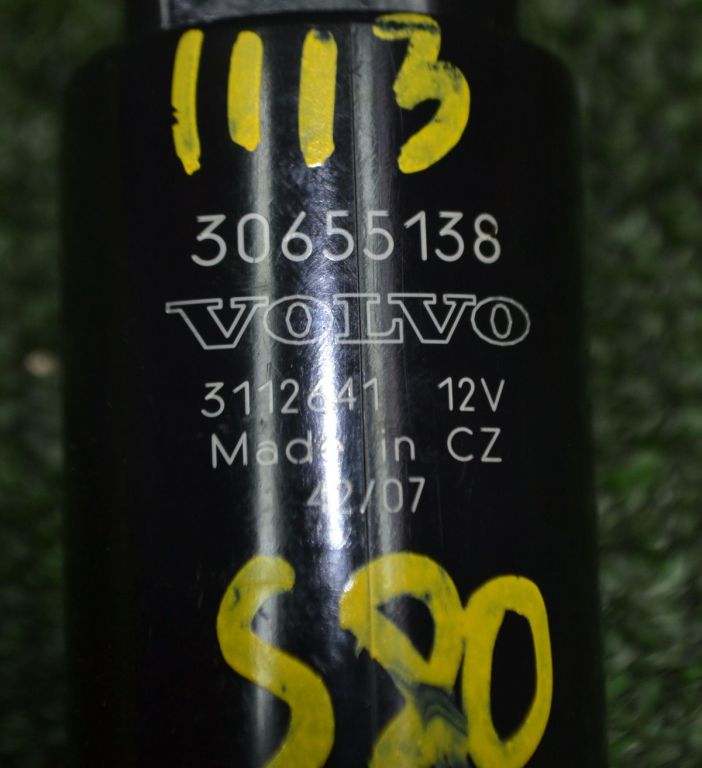 1113
30655138
VOLVO
3112641 12V
Made in CZ
42/07
S80